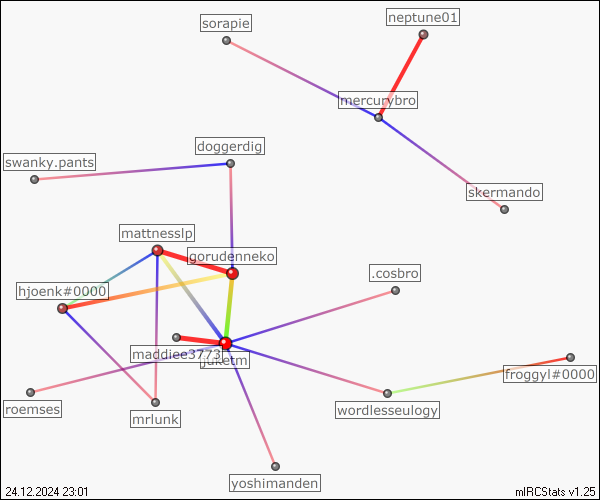 neptune01
sorapie
mercurybro
doggerdig
swanky.pants
skermando
mattnesslp
gorudenneko
.cosbro
hjoenk#0000
maddiee3773
juketm
froggyl#0000
roemses
wordlesseulogy
mrlunk
yoshimanden
24.12.2024 23:01
mIRCStats v1.25